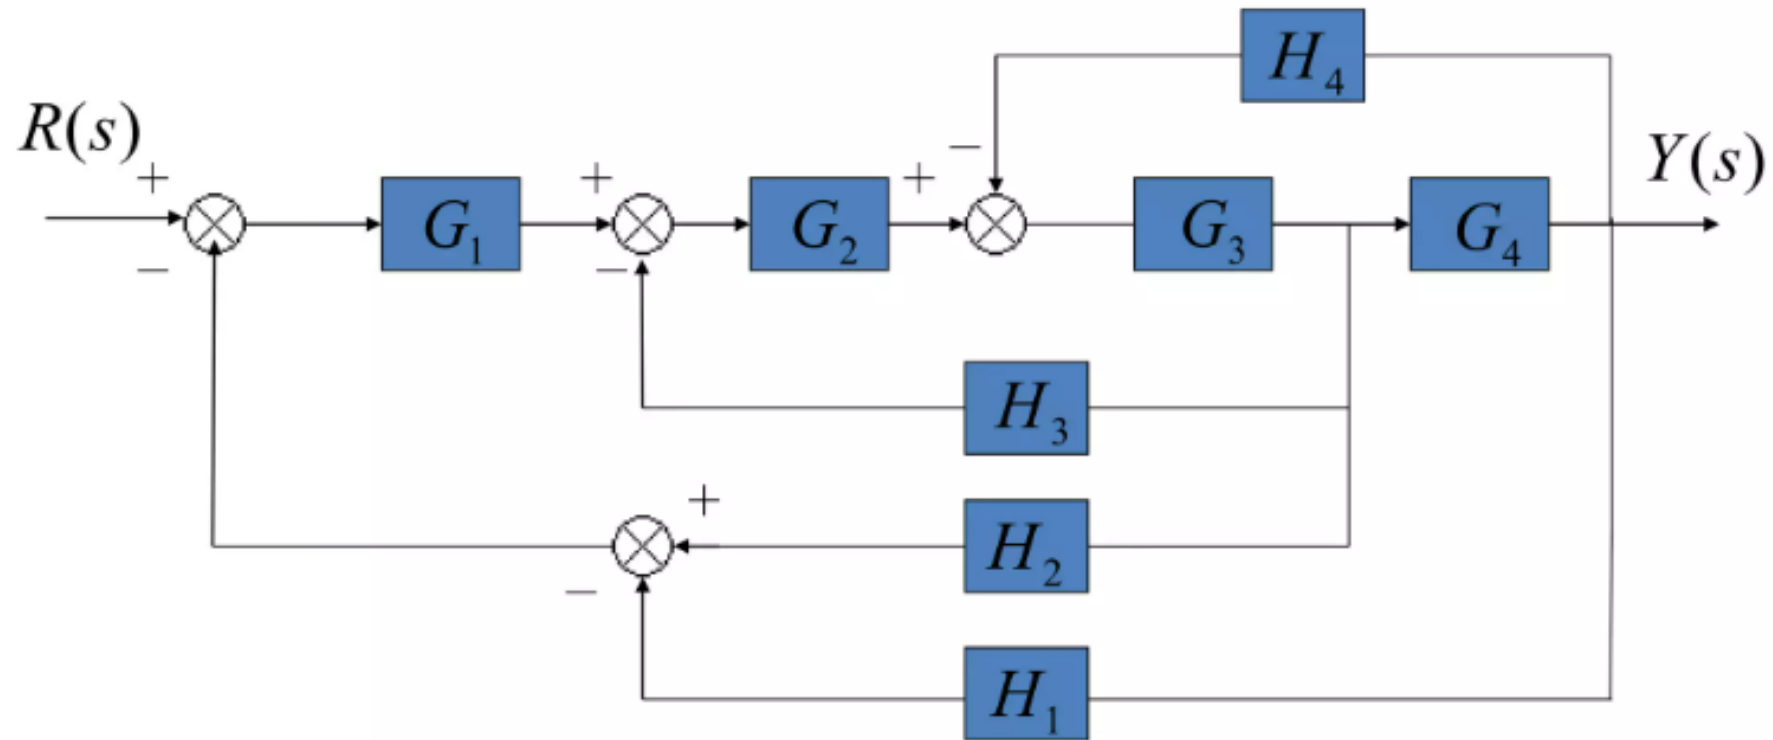 H₄
R(s)
Y(s)
+
+
+
−
G₁
G₂
G₃
G₄
−
−
H₃
+
H₂
−
H₁